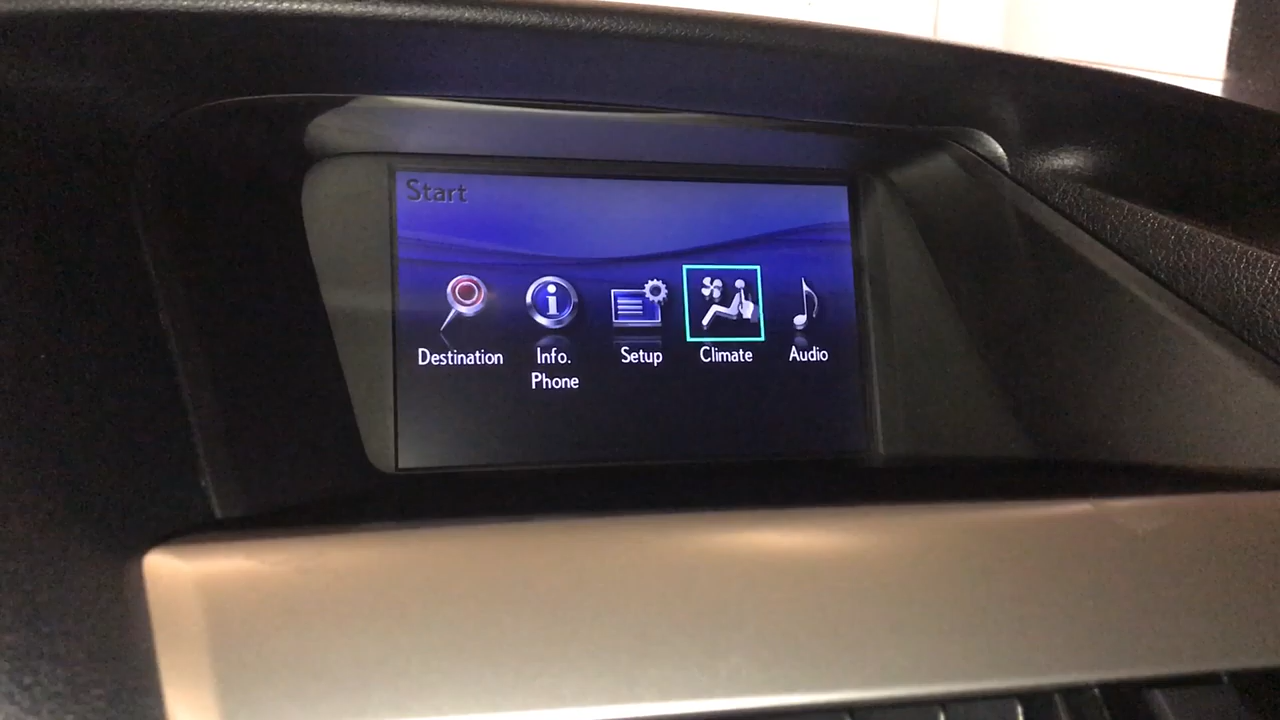 Start
Destination
Info.
Phone
Setup
Climate
Audio